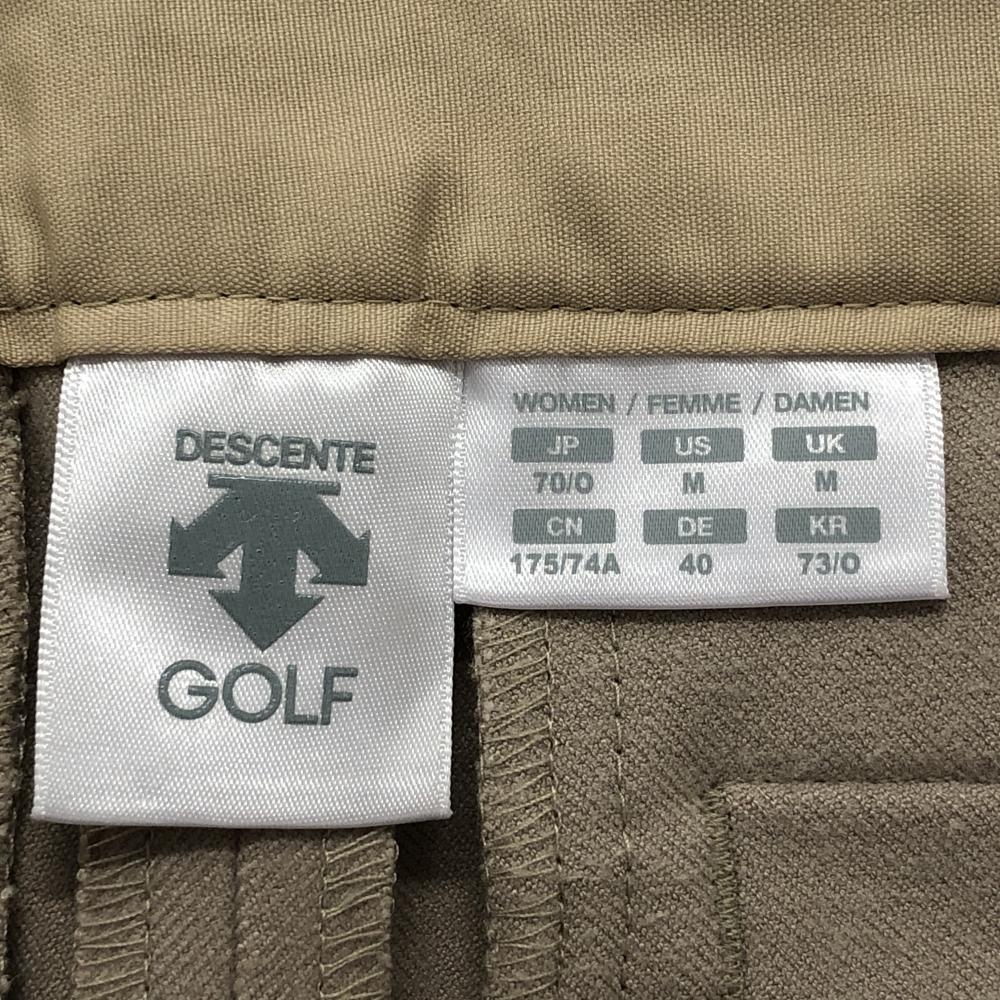 DESCENTE
GOLF
WOMEN / FEMME / DAMEN
JP US UK
70/O M M
CN DE KR
175/74A 40 73/O